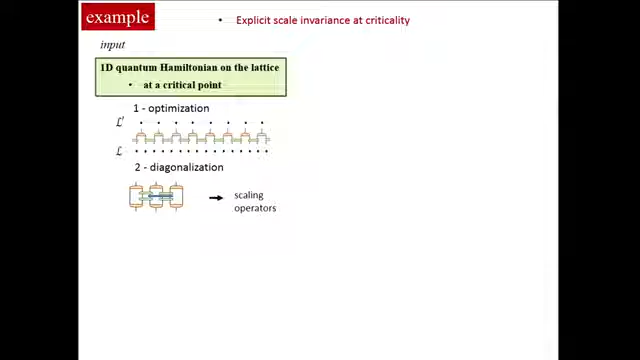 example
• Explicit scale invariance at criticality
input
1D quantum Hamiltonian on the lattice
• at a critical point
1 - optimization
ℒ'
ℒ
2 - diagonalization
scaling
operators